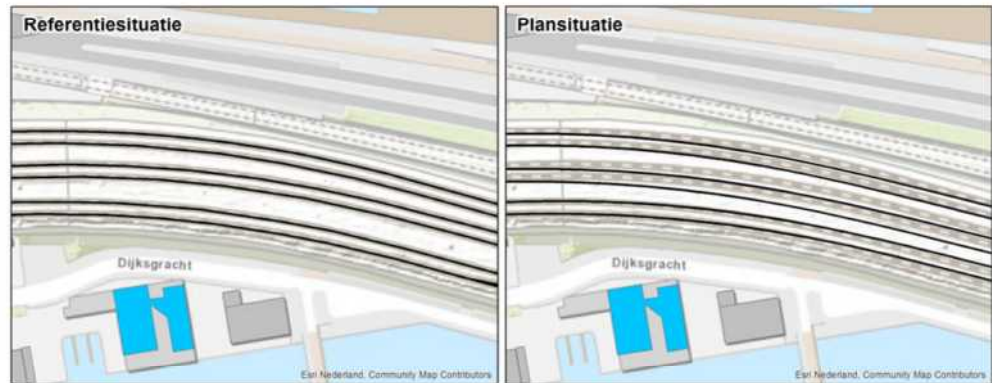 Referentiesituatie
Dijksgracht
Esri Nederland, Community Map Contributors
Plansituatie
Dijksgracht
Esri Nederland, Community Map Contributors